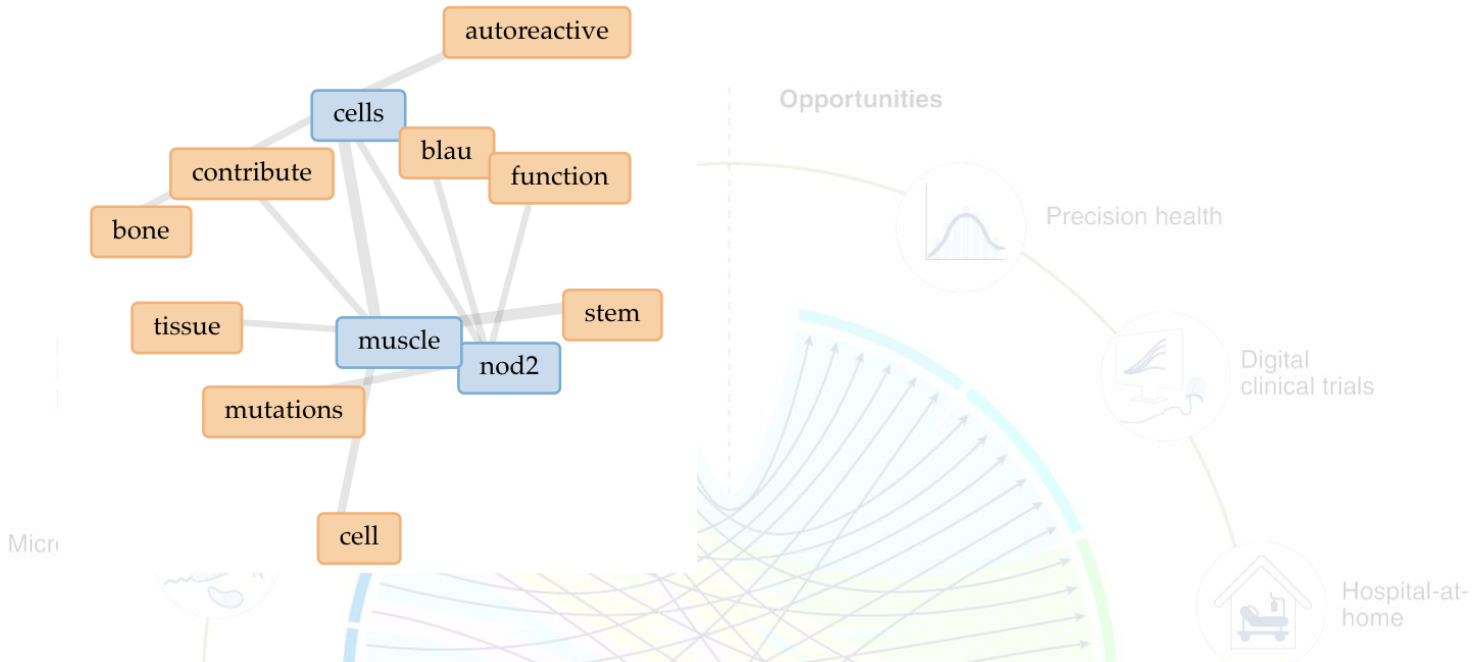 autoreactive
cells
Opportunities
blau
contribute
function
bone
Precision health
stem
tissue
muscle
nod2
Digital
clinical trials
mutations
cell
Micr
Hospital-at-
home